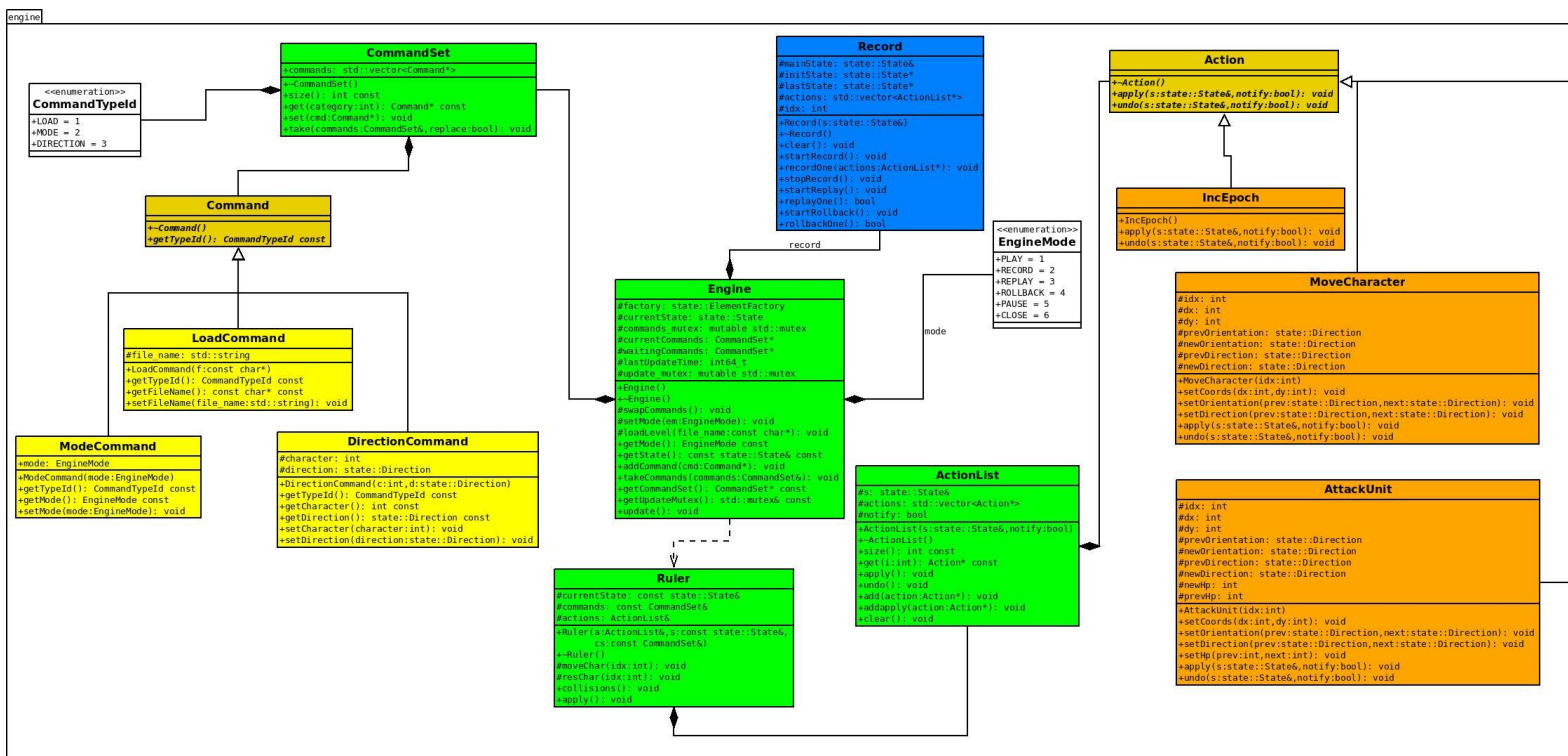 engine
CommandSet
+commands: std::vector<Command*>
+~CommandSet()
+size(): int const
+get(category:int): Command* const
+set(cmd:Command*): void
+take(commands:CommandSet&,replace:bool): void
<<enumeration>>
CommandTypeId
+LOAD = 1
+MODE = 2
+DIRECTION = 3
Command
+~Command()
+getTypeId(): CommandTypeId const
LoadCommand
#file_name: std::string
+LoadCommand(f:const char*)
+getTypeId(): CommandTypeId const
+getFileName(): const char* const
+setFileName(file_name:std::string): void
ModeCommand
+mode: EngineMode
+ModeCommand(mode:EngineMode)
+getTypeId(): CommandTypeId const
+getMode(): EngineMode const
+setMode(mode:EngineMode): void
DirectionCommand
#character: int
#direction: state::Direction
+DirectionCommand(c:int,d:state::Direction)
+getTypeId(): CommandTypeId const
+getCharacter(): int const
+getDirection(): state::Direction const
+setCharacter(character:int): void
+setDirection(direction:state::Direction): void
Record
#mainState: state::State&
#initState: state::State*
#lastState: state::State*
#actions: std::vector<ActionList*>
#idx: int
+Record(s:state::State&)
+~Record()
+clear(): void
+startRecord(): void
+recordOne(actions:ActionList*): void
+stopRecord(): void
+startReplay(): void
+replayOne(): bool
+startRollback(): void
+rollbackOne(): bool
record
<<enumeration>>
EngineMode
+PLAY = 1
+RECORD = 2
+REPLAY = 3
+ROLLBACK = 4
+PAUSE = 5
+CLOSE = 6
mode
Engine
#factory: state::ElementFactory
#currentState: state::State
#commands_mutex: mutable std::mutex
#currentCommands: CommandSet*
#waitingCommands: CommandSet*
#lastUpdateTime: int64_t
#update_mutex: mutable std::mutex
+Engine()
+~Engine()
#swapCommands(): void
#setMode(em:EngineMode): void
#loadLevel(file_name:const char*): void
+getMode(): EngineMode const
+getState(): const state::State& const
+addCommand(cmd:Command*): void
+takeCommands(commands:CommandSet&): void
+getCommandSet(): CommandSet* const
+getUpdateMutex(): std::mutex& const
+update(): void
Ruler
#currentState: const state::State&
#commands: const CommandSet&
#actions: ActionList&
+Ruler(a:ActionList&,s:const state::State&,
cs:const CommandSet&)
+~Ruler()
#moveChar(idx:int): void
#resChar(idx:int): void
+collisions(): void
+apply(): void
ActionList
#s: state::State&
#actions: std::vector<Action*>
#notify: bool
+ActionList(s:state::State&,notify:bool)
+~ActionList()
+size(): int const
+get(i:int): Action* const
+apply(): void
+undo(): void
+add(action:Action*): void
+addapply(action:Action*): void
+clear(): void
Action
+~Action()
+apply(s:state::State&,notify:bool): void
+undo(s:state::State&,notify:bool): void
IncEpoch
+IncEpoch()
+apply(s:state::State&,notify:bool): void
+undo(s:state::State&,notify:bool): void
MoveCharacter
#idx: int
#dx: int
#dy: int
#prevOrientation: state::Direction
#newOrientation: state::Direction
#prevDirection: state::Direction
#newDirection: state::Direction
+MoveCharacter(idx:int)
+setCoords(dx:int,dy:int): void
+setOrientation(prev:state::Direction,next:state::Direction): void
+setDirection(prev:state::Direction,next:state::Direction): void
+apply(s:state::State&,notify:bool): void
+undo(s:state::State&,notify:bool): void
AttackUnit
#idx: int
#dx: int
#dy: int
#prevOrientation: state::Direction
#newOrientation: state::Direction
#prevDirection: state::Direction
#newDirection: state::Direction
#newHp: int
#prevHp: int
+AttackUnit(idx:int)
+setCoords(dx:int,dy:int): void
+setOrientation(prev:state::Direction,next:state::Direction): void
+setDirection(prev:state::Direction,next:state::Direction): void
+setHp(prev:int,next:int): void
+apply(s:state::State&,notify:bool): void
+undo(s:state::State&,notify:bool): void